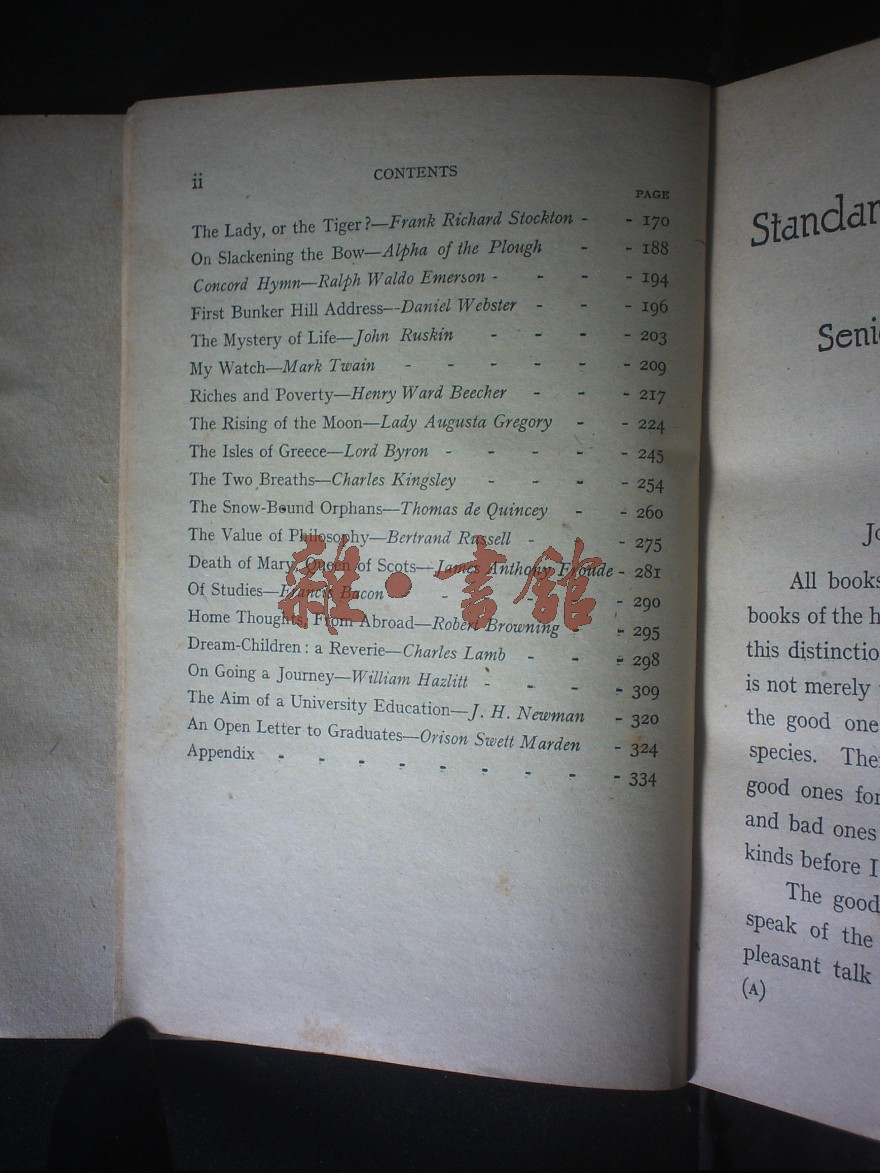 ii CONTENTS
PAGE
The Lady, or the Tiger?—Frank Richard Stockton - - 170
On Slackening the Bow—Alpha of the Plough - - 188
Concord Hymn—Ralph Waldo Emerson - - - - 194
First Bunker Hill Address—Daniel Webster - - - 196
The Mystery of Life—John Ruskin - - - - 203
My Watch—Mark Twain - - - - - - 209
Riches and Poverty—Henry Ward Beecher - - - 217
The Rising of the Moon—Lady Augusta Gregory - - 224
The Isles of Greece—Lord Byron - - - - - 245
The Two Breaths—Charles Kingsley - - - - 254
The Snow-Bound Orphans—Thomas de Quincey - - 260
The Value of Philosophy—Bertrand Russell - - - 275
Death of Mary, Queen of Scots—James Anthony Froude - 281
Of Studies—Francis Bacon - - - - - 290
Home Thoughts, From Abroad—Robert Browning - - 295
Dream-Children: a Reverie—Charles Lamb - - - 298
On Going a Journey—William Hazlitt - - - - 309
The Aim of a University Education—J. H. Newman - 320
An Open Letter to Graduates—Orison Swett Marden - 324
Appendix - - - - - - - - - 334
雜·書館
Standar
Seni
Jo
All books
books of the h
this distinctio
is not merely
the good one
species. The
good ones for
and bad ones
kinds before I
The good
speak of the
pleasant talk
(A)